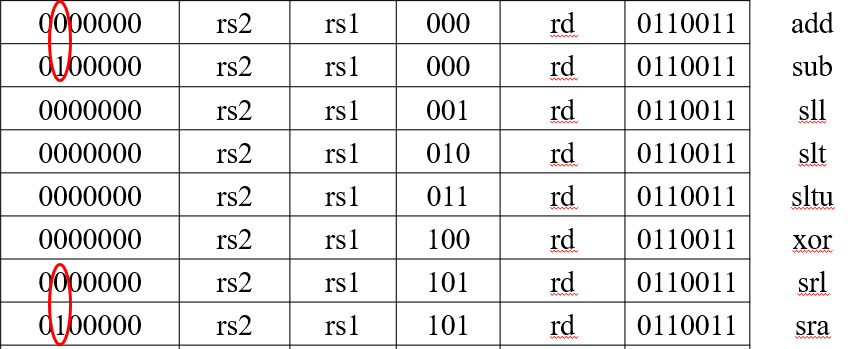 0000000 rs2 rs1 000 rd 0110011 add
0100000 rs2 rs1 000 rd 0110011 sub
0000000 rs2 rs1 001 rd 0110011 sll
0000000 rs2 rs1 010 rd 0110011 slt
0000000 rs2 rs1 011 rd 0110011 sltu
0000000 rs2 rs1 100 rd 0110011 xor
0000000 rs2 rs1 101 rd 0110011 srl
0100000 rs2 rs1 101 rd 0110011 sra